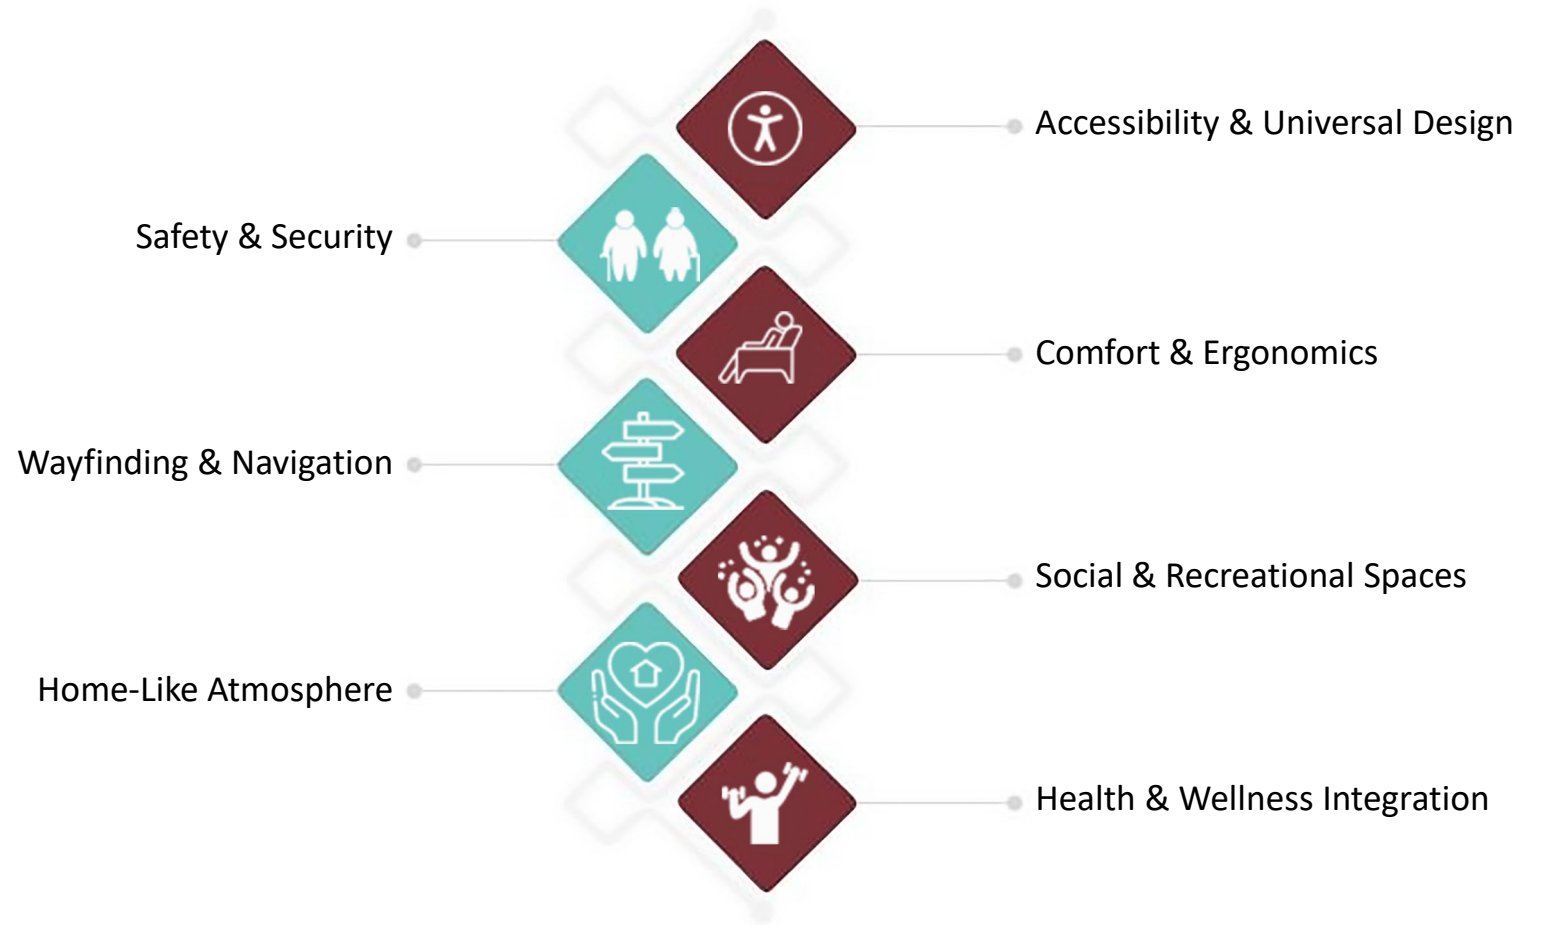 Accessibility & Universal Design
Safety & Security
Comfort & Ergonomics
Wayfinding & Navigation
Social & Recreational Spaces
Home-Like Atmosphere
Health & Wellness Integration